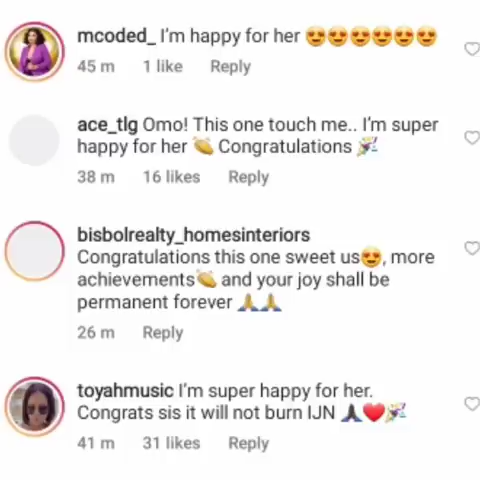 mcoded_ I'm happy for her 😍😍😍😍😍😍
45 m 1 like Reply
ace_tlg Omo! This one touch me.. I'm super
happy for her 👏 Congratulations 🎉
38 m 16 likes Reply
bisbolrealty_homesinteriors
Congratulations this one sweet us😍, more
achievements👏 and your joy shall be
permanent forever 🙏🙏
26 m Reply
toyahmusic I'm super happy for her.
Congrats sis it will not burn IJN 🙏🏿❤️🎉
41 m 31 likes Reply